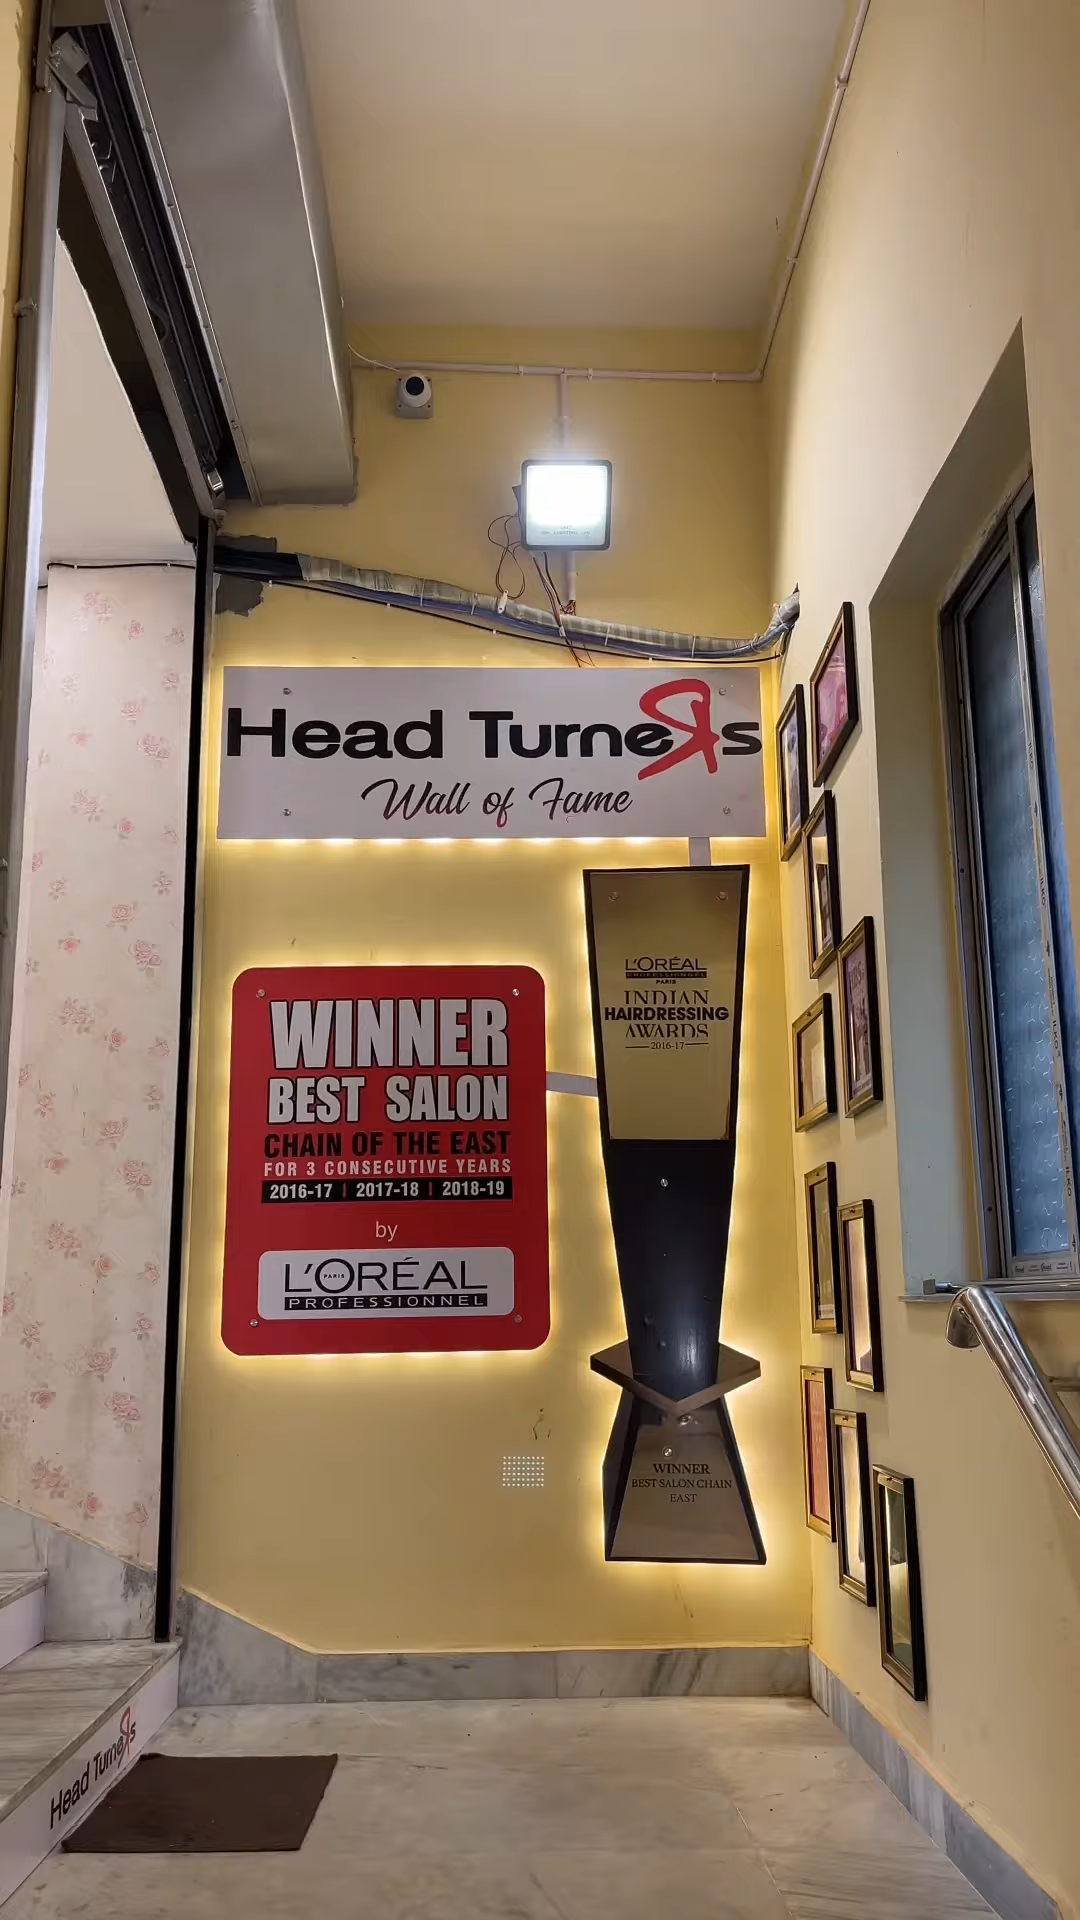 Head TurneRs
Wall of Fame
WINNER
BEST SALON
CHAIN OF THE EAST
FOR 3 CONSECUTIVE YEARS
2016-17 | 2017-18 | 2018-19
by
L'ORÉAL
PARIS
PROFESSIONNEL
L'ORÉAL
PROFESSIONNEL
PARIS
INDIAN
HAIRDRESSING
AWARDS
2016-17
WINNER
BEST SALON CHAIN
EAST
Head TurneRs